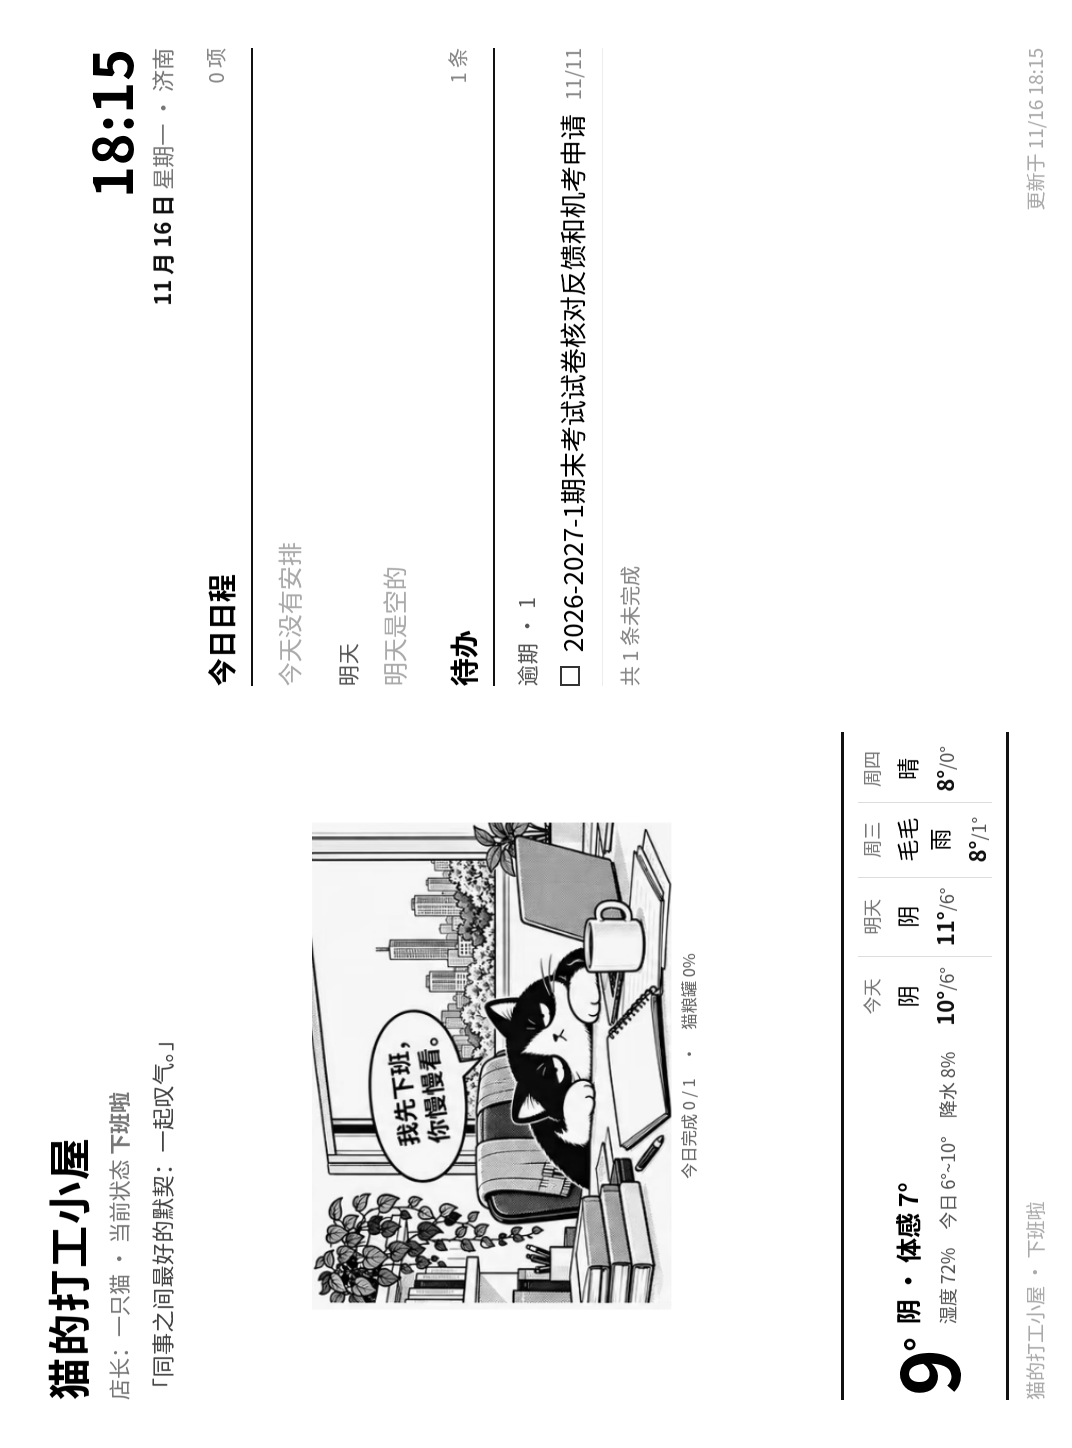 猫的打工小屋
店长：一只猫 · 当前状态 下班啦
「同事之间最好的默契：一起叹气。」
我先下班，
你慢慢看。
今日完成 0 / 1 · 猫粮罐 0%
9° 阴 · 体感 7°
湿度 72% 今日 6°~10° 降水 8%
今天
阴
10°/6°
明天
阴
11°/6°
周三
毛毛
雨
8°/1°
周四
晴
8°/0°
猫的打工小屋 · 下班啦
18:15
11 月 16 日 星期一 · 济南
今日日程 0 项
今天没有安排
明天
明天是空的
待办 1 条
逾期 · 1
2026-2027-1期末考试试卷核对反馈和机考申请 11/11
共 1 条未完成
更新于 11/16 18:15